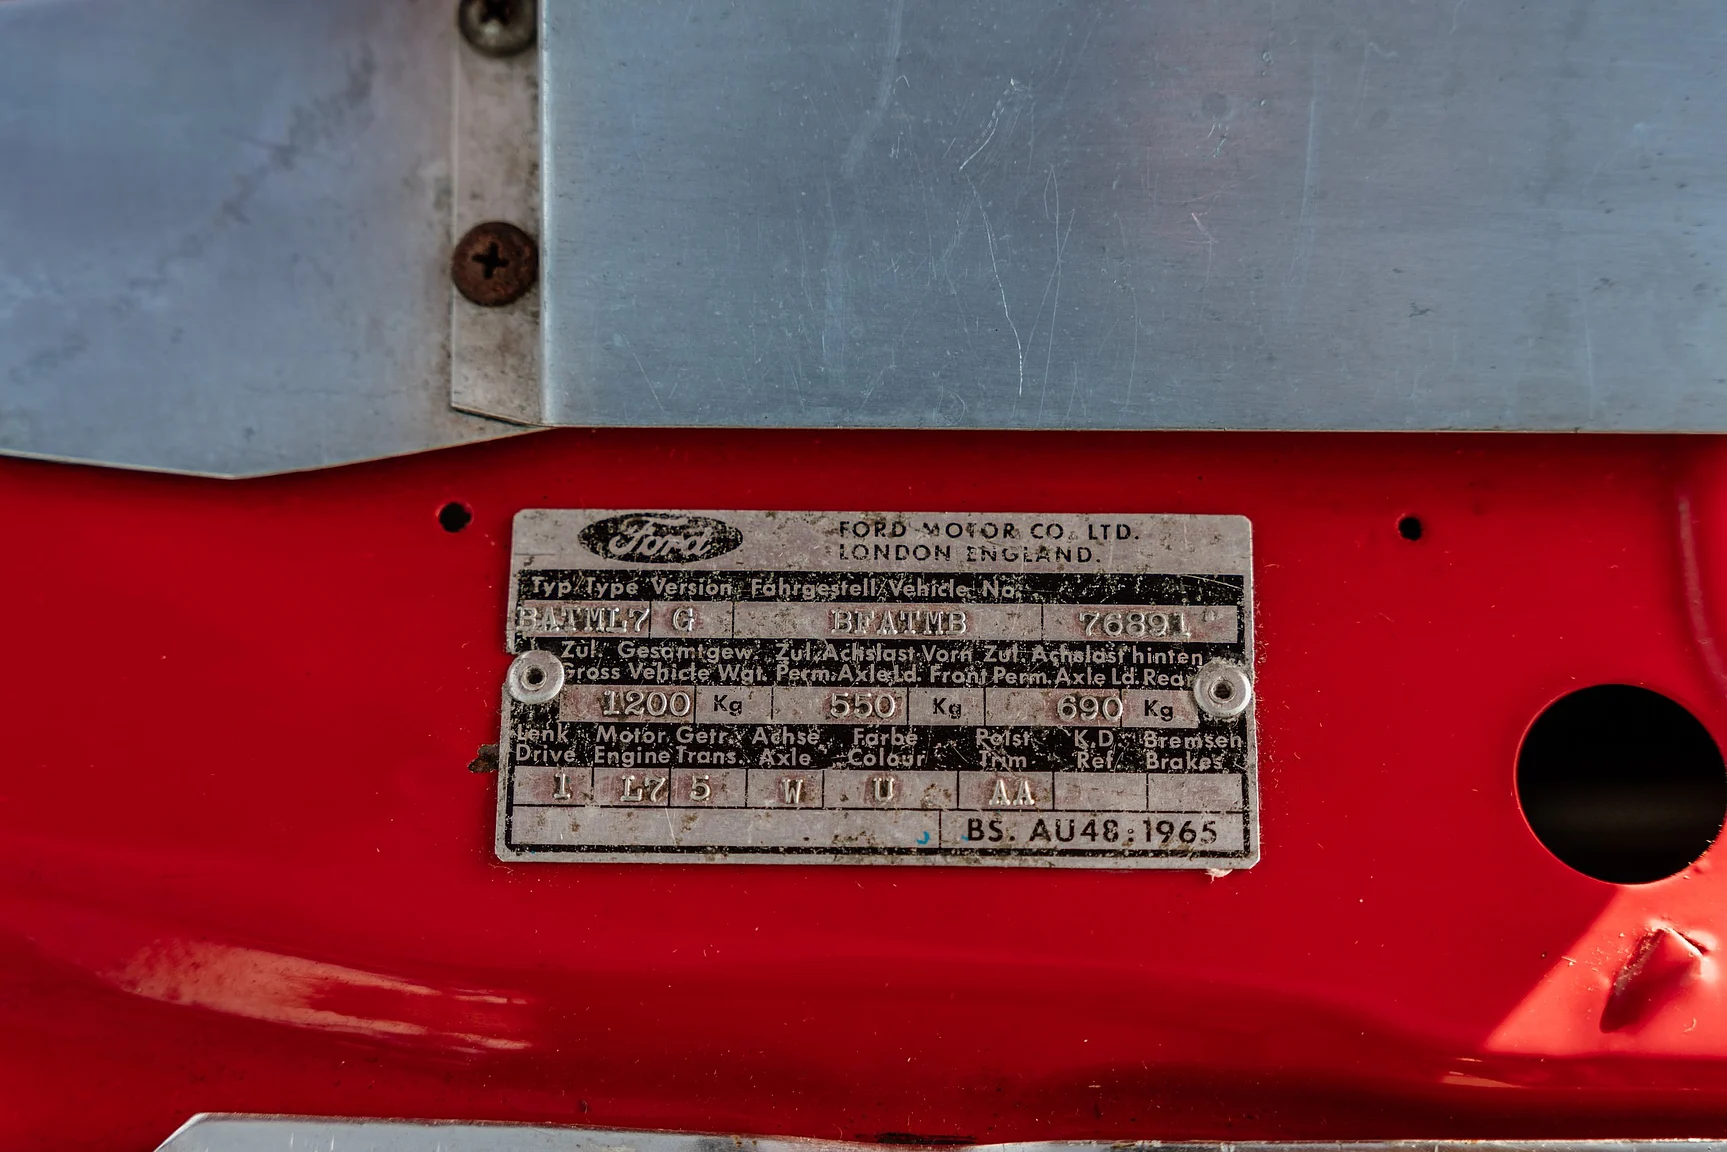 Ford
FORD MOTOR CO. LTD.
LONDON ENGLAND.
Typ/Type Version Fahrgestell/Vehicle No.
BATML7 G BFATMB 76891
Zul. Gesamtgew. Zul. Achslast Vorn Zul. Achslast hinten
Gross Vehicle Wgt. Perm. Axle Ld. Front Perm. Axle Ld. Rear
1200 Kg 550 Kg 690 Kg
Lenk Motor Getr. Achse Farbe Polst. K.D. Bremsen
Drive Engine Trans. Axle Colour Trim Ref. Brakes
1 L7 5 W U AA
BS. AU48:1965